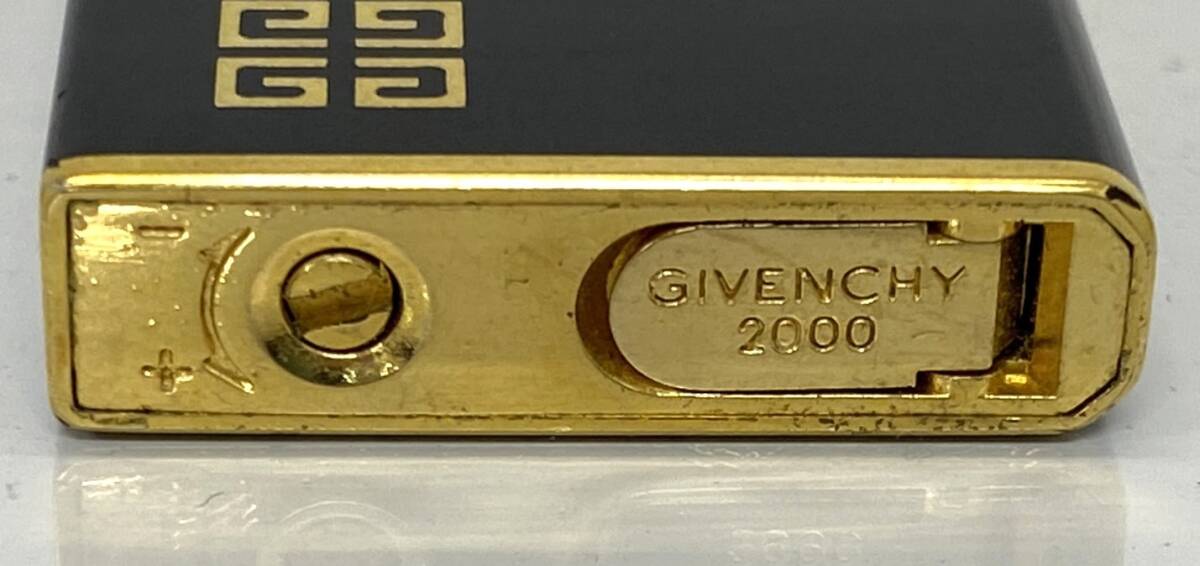 -
+
GIVENCHY
2000